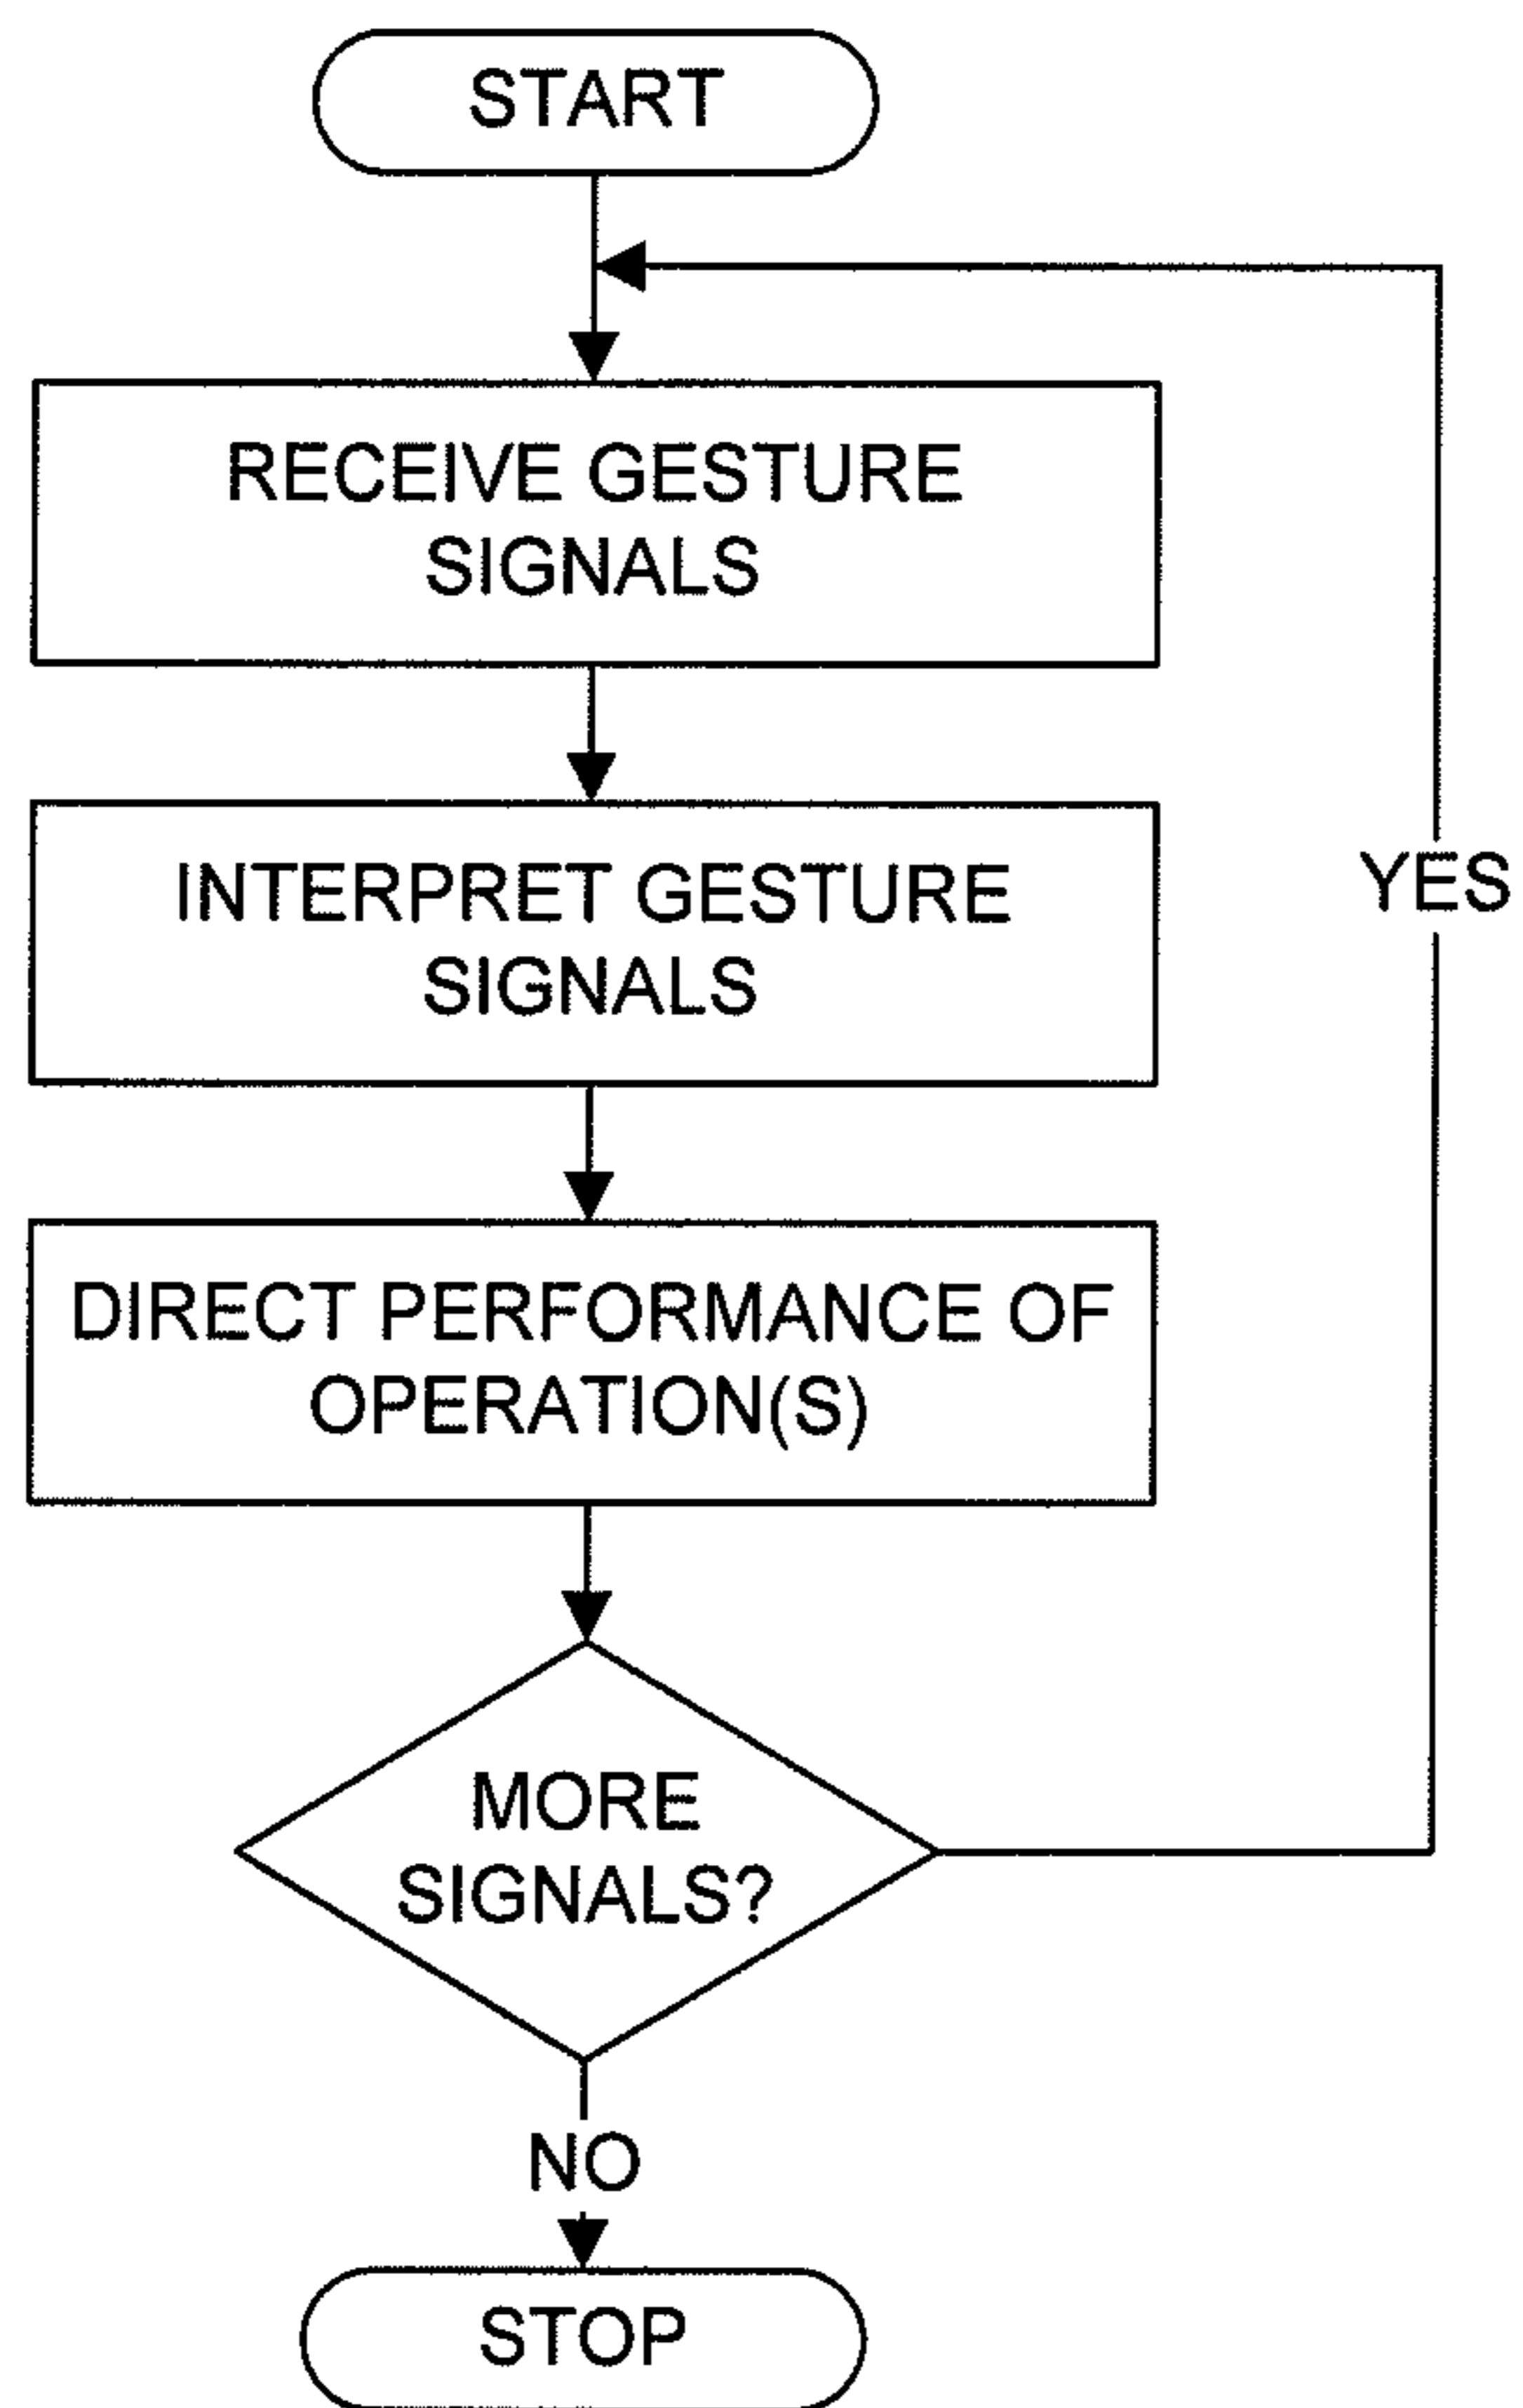 START
RECEIVE GESTURE
SIGNALS
INTERPRET GESTURE
SIGNALS
YES
DIRECT PERFORMANCE OF
OPERATION(S)
MORE
SIGNALS?
NO
STOP